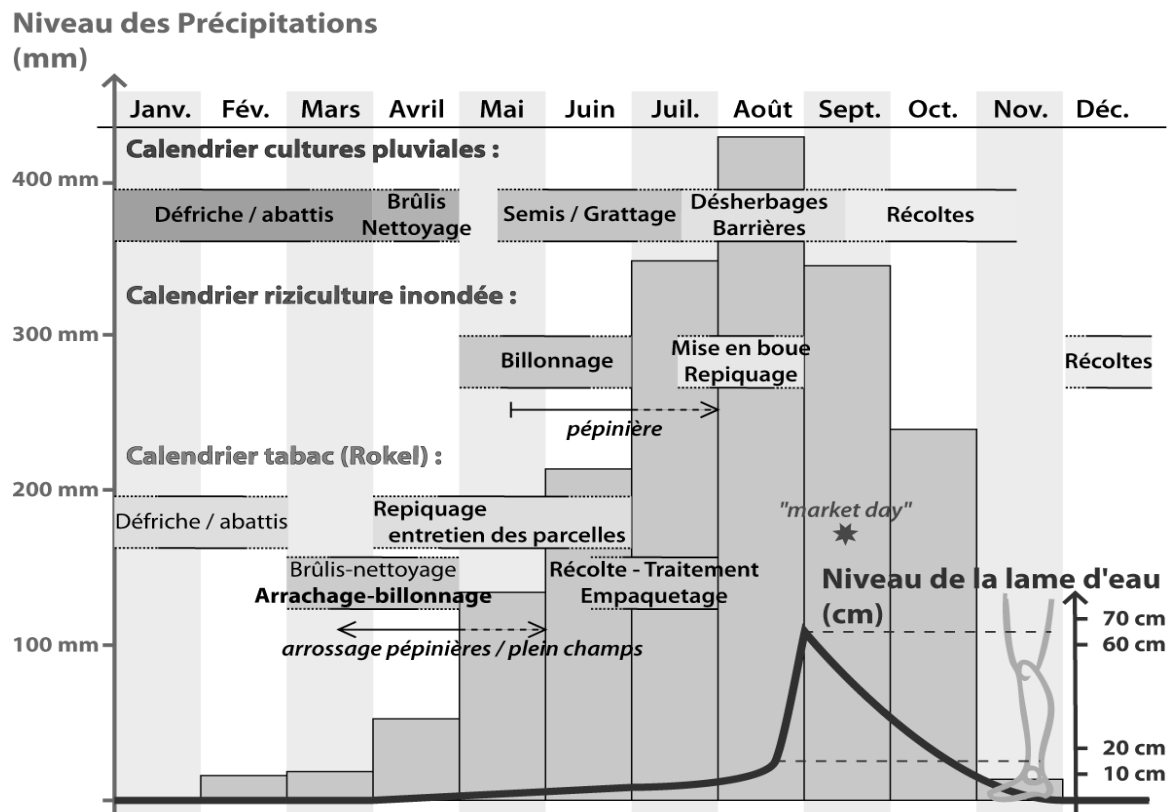 Niveau des Précipitations
(mm)
Janv. Fév. Mars Avril Mai Juin Juil. Août Sept. Oct. Nov. Déc.
Calendrier cultures pluviales :
400 mm
Défriche / abattis
Brûlis
Nettoyage
Semis / Grattage
Désherbages
Barrières
Récoltes
Calendrier riziculture inondée :
300 mm
Billonnage
Mise en boue
Repiquage
Récoltes
pépinière
Calendrier tabac (Rokel) :
200 mm
Défriche / abattis
Repiquage
entretien des parcelles
"market day"
Brûlis-nettoyage
Arrachage-billonnage
Récolte - Traitement
Empaquetage
Niveau de la lame d'eau
(cm)
arrossage pépinières / plein champs
100 mm
70 cm
60 cm
20 cm
10 cm